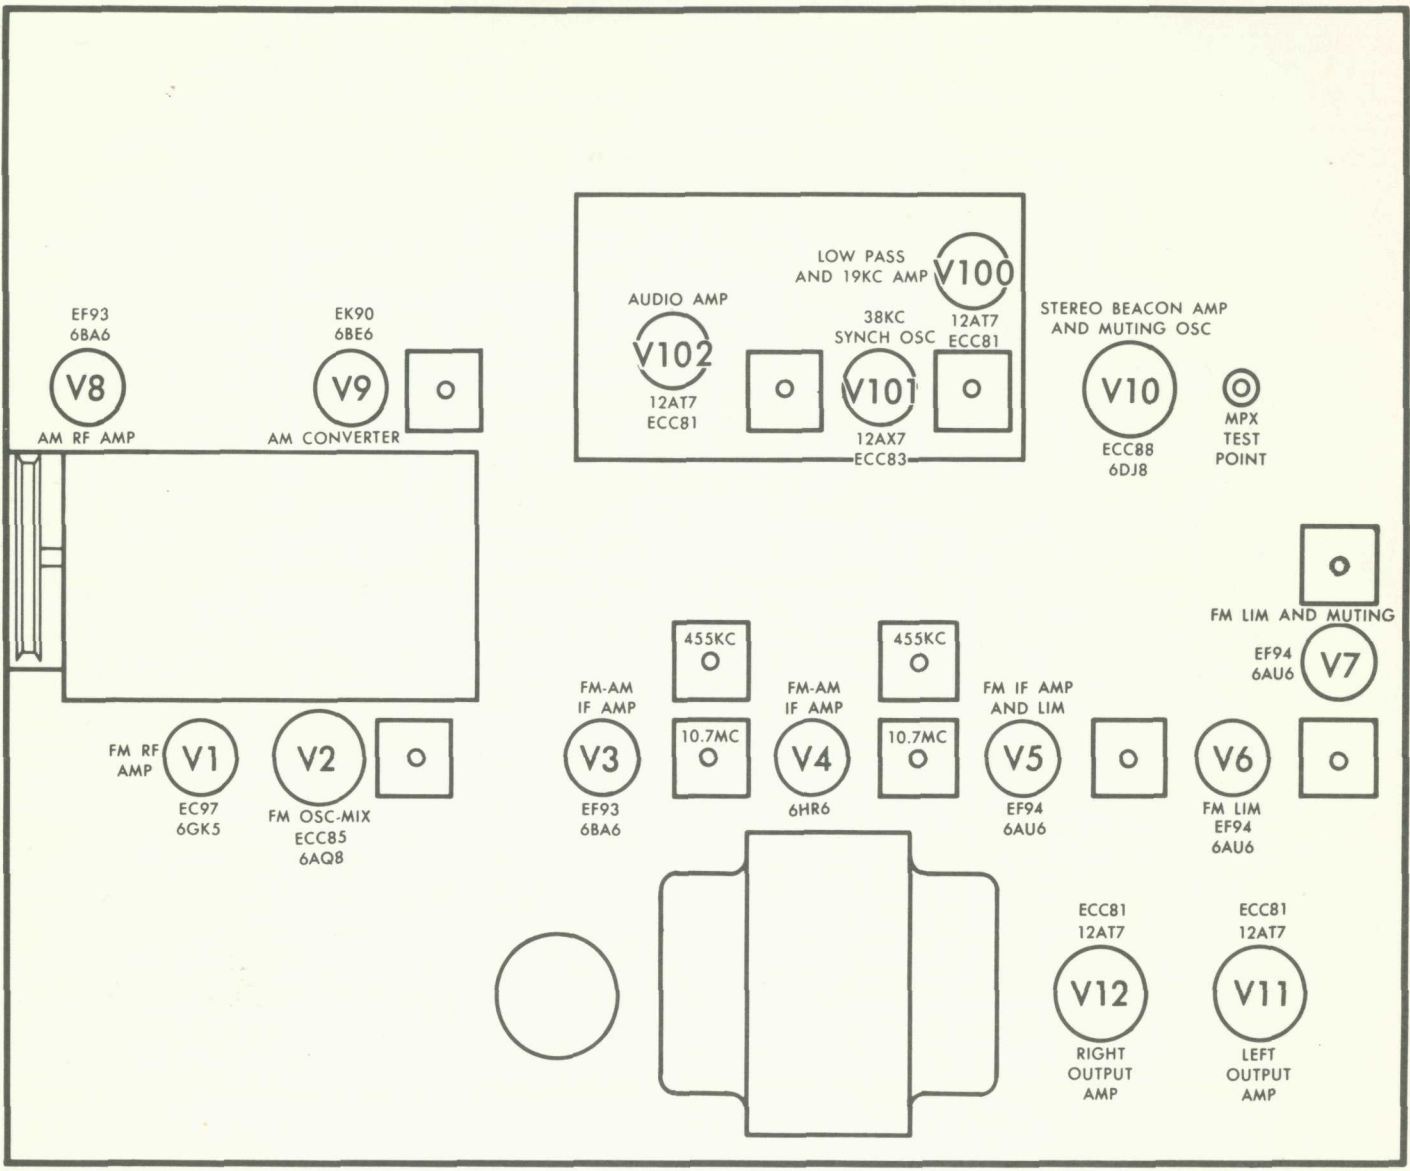 LOW PASS
AND 19KC AMP
V100
12AT7
ECC81
AUDIO AMP
V102
12AT7
ECC81
38KC
SYNCH OSC
V101
12AX7
ECC83
STEREO BEACON AMP
AND MUTING OSC
V10
ECC88
6DJ8
MPX
TEST
POINT
EF93
6BA6
V8
AM RF AMP
EK90
6BE6
V9
AM CONVERTER
FM LIM AND MUTING
EF94
6AU6
V7
455KC
455KC
FM RF
AMP
V1
EC97
6GK5
V2
FM OSC-MIX
ECC85
6AQ8
FM-AM
IF AMP
V3
EF93
6BA6
10.7MC
FM-AM
IF AMP
V4
6HR6
10.7MC
FM IF AMP
AND LIM
V5
EF94
6AU6
V6
FM LIM
EF94
6AU6
ECC81
12AT7
V12
RIGHT
OUTPUT
AMP
ECC81
12AT7
V11
LEFT
OUTPUT
AMP